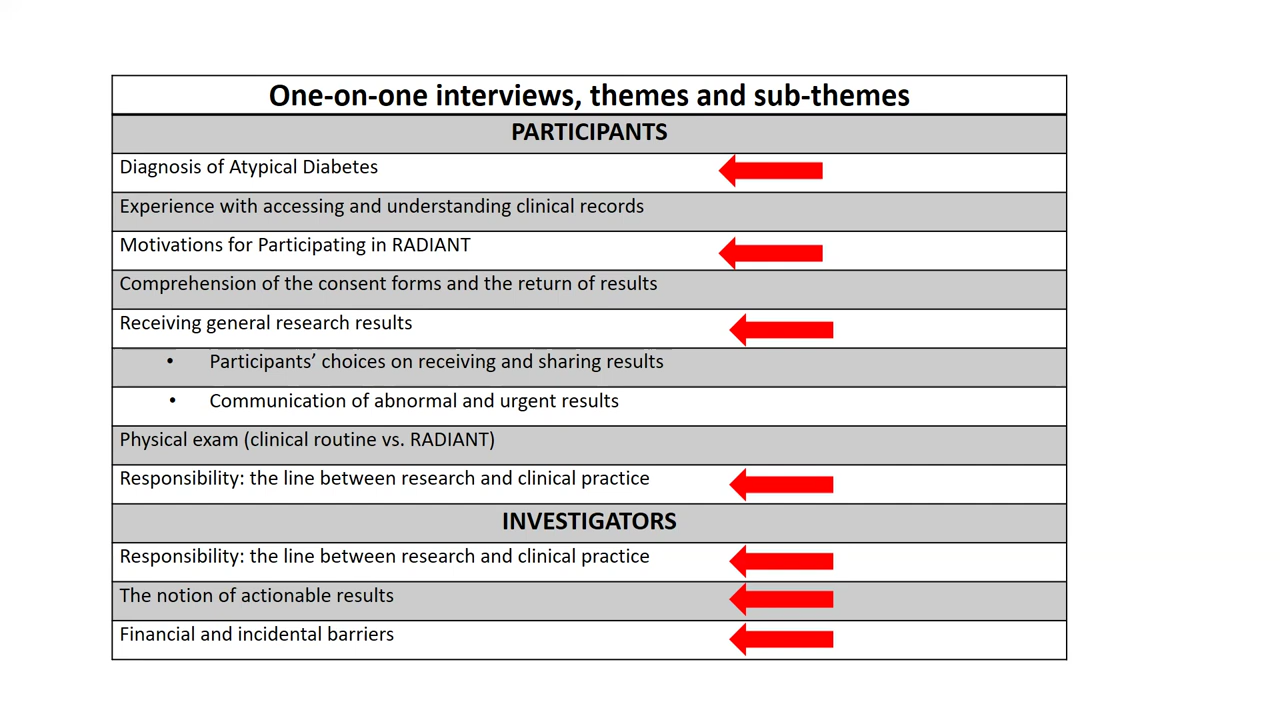 One-on-one interviews, themes and sub-themes
PARTICIPANTS
Diagnosis of Atypical Diabetes
Experience with accessing and understanding clinical records
Motivations for Participating in RADIANT
Comprehension of the consent forms and the return of results
Receiving general research results
• Participants’ choices on receiving and sharing results
• Communication of abnormal and urgent results
Physical exam (clinical routine vs. RADIANT)
Responsibility: the line between research and clinical practice
INVESTIGATORS
Responsibility: the line between research and clinical practice
The notion of actionable results
Financial and incidental barriers